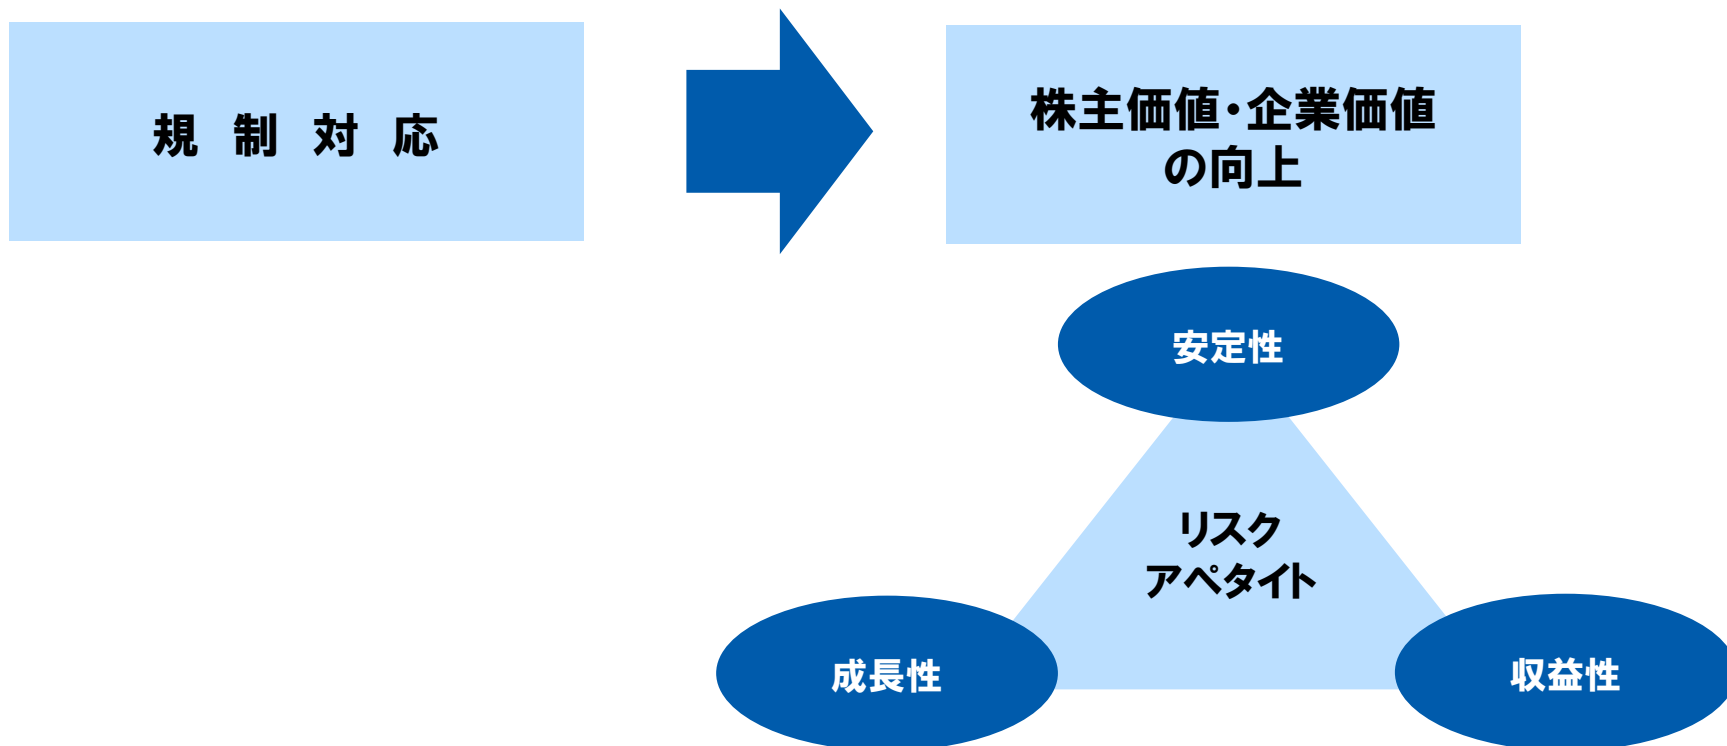 規 制 対 応
株主価値・企業価値
の向上
安定性
リスク
アペタイト
成長性
収益性